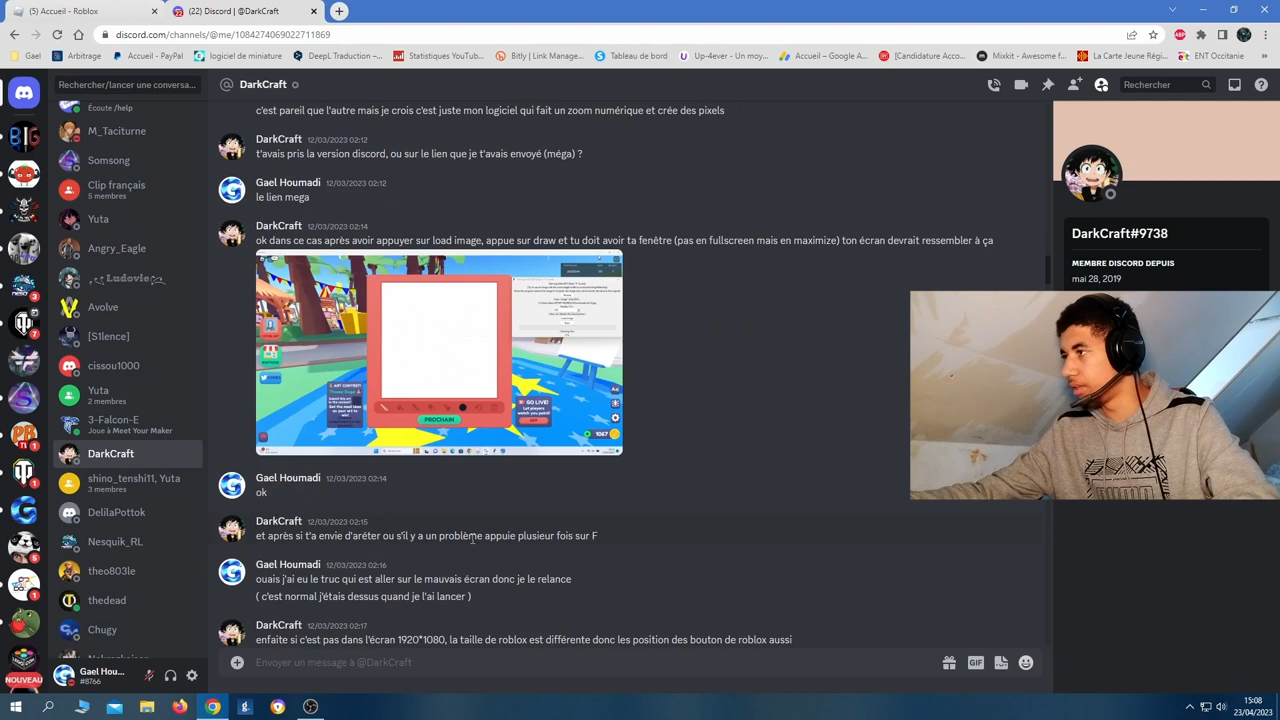 (5) Accueil - Roblox
(22) Discord | @DarkCraft
discord.com/channels/@me/1084274069022711869
Gael
Arbitrage
Accueil - PayPal
logiciel de miniature
DeepL Traduction –...
Statistiques YouTub...
Bitly | Link Manage...
Tableau de bord
Up-4ever - Un moy...
Accueil – Google A...
[Candidature Acco...
Mixkit - Awesome f...
La Carte Jeune Régi...
ENT Occitanie
Rechercher/lancer une conversa...
DarkCraft
Rechercher
Écoute /help
M_Taciturne
Somsong
Clip français
5 membres
Yuta
Angry_Eagle
Avolve
[S1lence]
cissou1000
Yuta
2 membres
3-Falcon-E
Joue à Meet Your Maker
DarkCraft
shino_tenshi11, Yuta
3 membres
DelilaPottok
Nesquik_RL
theo803le
thedead
Chugy
NOUVEAU
Gael Hou...
#8766
c'est pareil que l'autre mais je crois c'est juste mon logiciel qui fait un zoom numérique et crée des pixels
DarkCraft 12/03/2023 02:12
t'avais pris la version discord, ou sur le lien que je t'avais envoyé (méga) ?
Gael Houmadi 12/03/2023 02:12
le lien mega
DarkCraft 12/03/2023 02:14
ok dans ce cas après avoir appuyer sur load image, appue sur draw et tu doit avoir ta fenêtre (pas en fullscreen mais en maximize) ton écran devrait ressembler à ça
PROCHAIN
GO LIVE!
1067
Gael Houmadi 12/03/2023 02:14
ok
DarkCraft 12/03/2023 02:15
et après si t'a envie d'aréter ou s'il y a un problème appuie plusieur fois sur F
Gael Houmadi 12/03/2023 02:16
ouais j'ai eu le truc qui est aller sur le mauvais écran donc je le relance
( c'est normal j'étais dessus quand je l'ai lancer )
DarkCraft 12/03/2023 02:17
enfaite si c'est pas dans l'écran 1920*1080, la taille de roblox est différente donc les position des bouton de roblox aussi
Envoyer un message à @DarkCraft
GIF
DarkCraft#9738
MEMBRE DISCORD DEPUIS
mai 28, 2019
15:08
23/04/2023